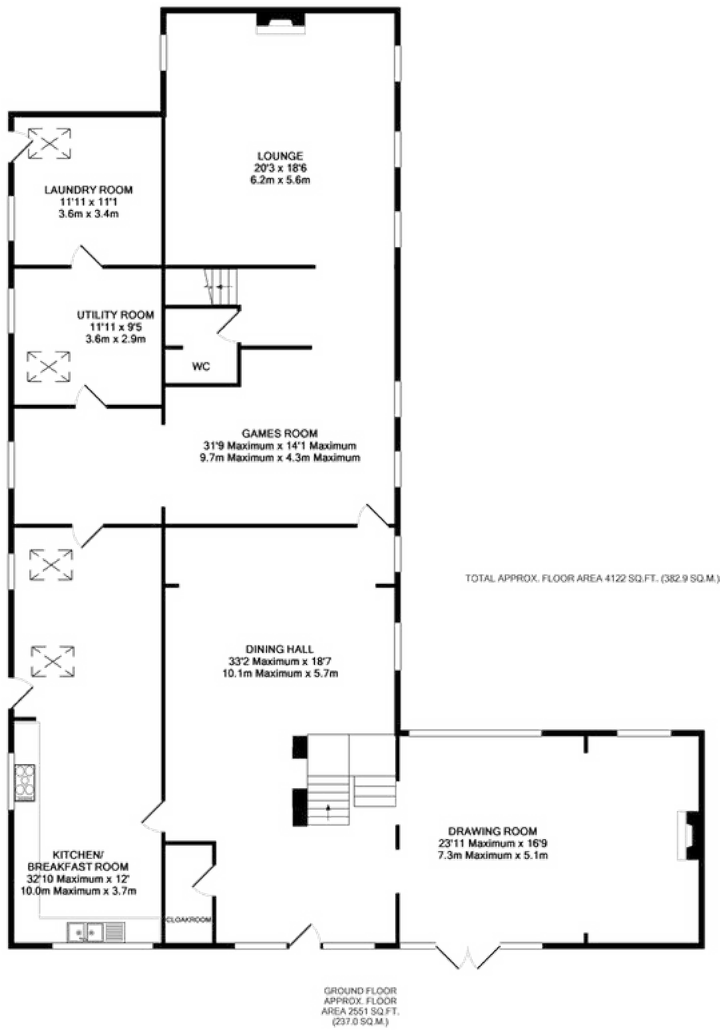 LOUNGE
20'3 x 18'6
6.2m x 5.6m
LAUNDRY ROOM
11'11 x 11'1
3.6m x 3.4m
UTILITY ROOM
11'11 x 9'5
3.6m x 2.9m
WC
GAMES ROOM
31'9 Maximum x 14'1 Maximum
9.7m Maximum x 4.3m Maximum
TOTAL APPROX. FLOOR AREA 4122 SQ.FT. (382.9 SQ.M.)
DINING HALL
33'2 Maximum x 18'7
10.1m Maximum x 5.7m
DRAWING ROOM
23'11 Maximum x 16'9
7.3m Maximum x 5.1m
KITCHEN/
BREAKFAST ROOM
32'10 Maximum x 12'
10.0m Maximum x 3.7m
CLOAKROOM
GROUND FLOOR
APPROX. FLOOR
AREA 2551 SQ.FT.
(237.0 SQ.M.)